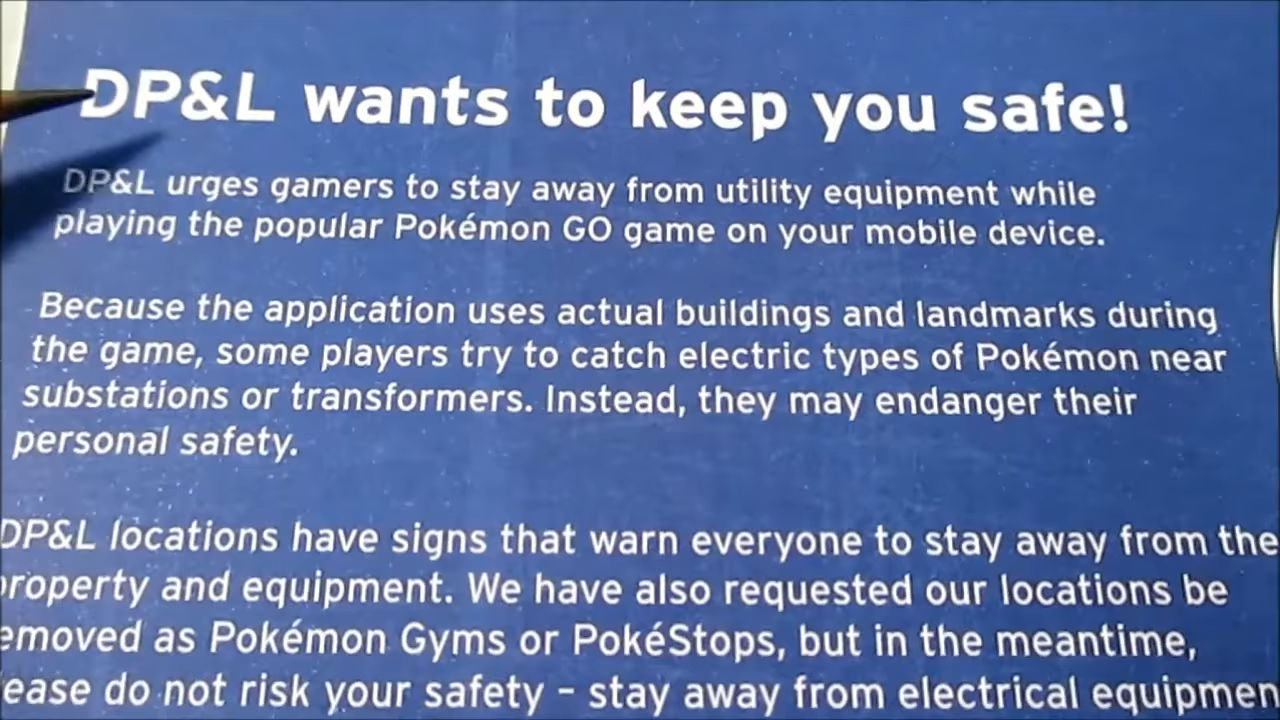 DP&L wants to keep you safe!
DP&L urges gamers to stay away from utility equipment while
playing the popular Pokémon GO game on your mobile device.
Because the application uses actual buildings and landmarks during
the game, some players try to catch electric types of Pokémon near
substations or transformers. Instead, they may endanger their
personal safety.
DP&L locations have signs that warn everyone to stay away from the
property and equipment. We have also requested our locations be
emoved as Pokémon Gyms or PokéStops, but in the meantime,
ease do not risk your safety – stay away from electrical equipmen